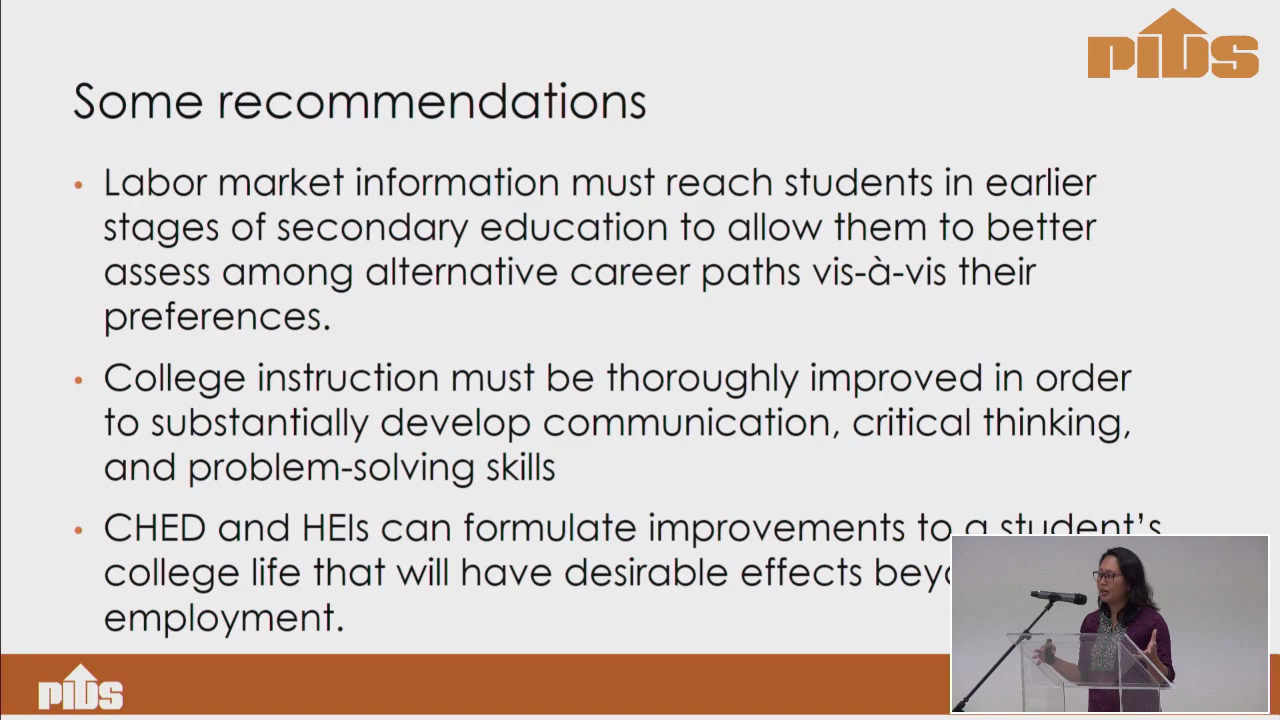 PIDS
Some recommendations
• Labor market information must reach students in earlier
stages of secondary education to allow them to better
assess among alternative career paths vis-à-vis their
preferences.
• College instruction must be thoroughly improved in order
to substantially develop communication, critical thinking,
and problem-solving skills
• CHED and HEIs can formulate improvements to a student's
college life that will have desirable effects
employment.
PIDS